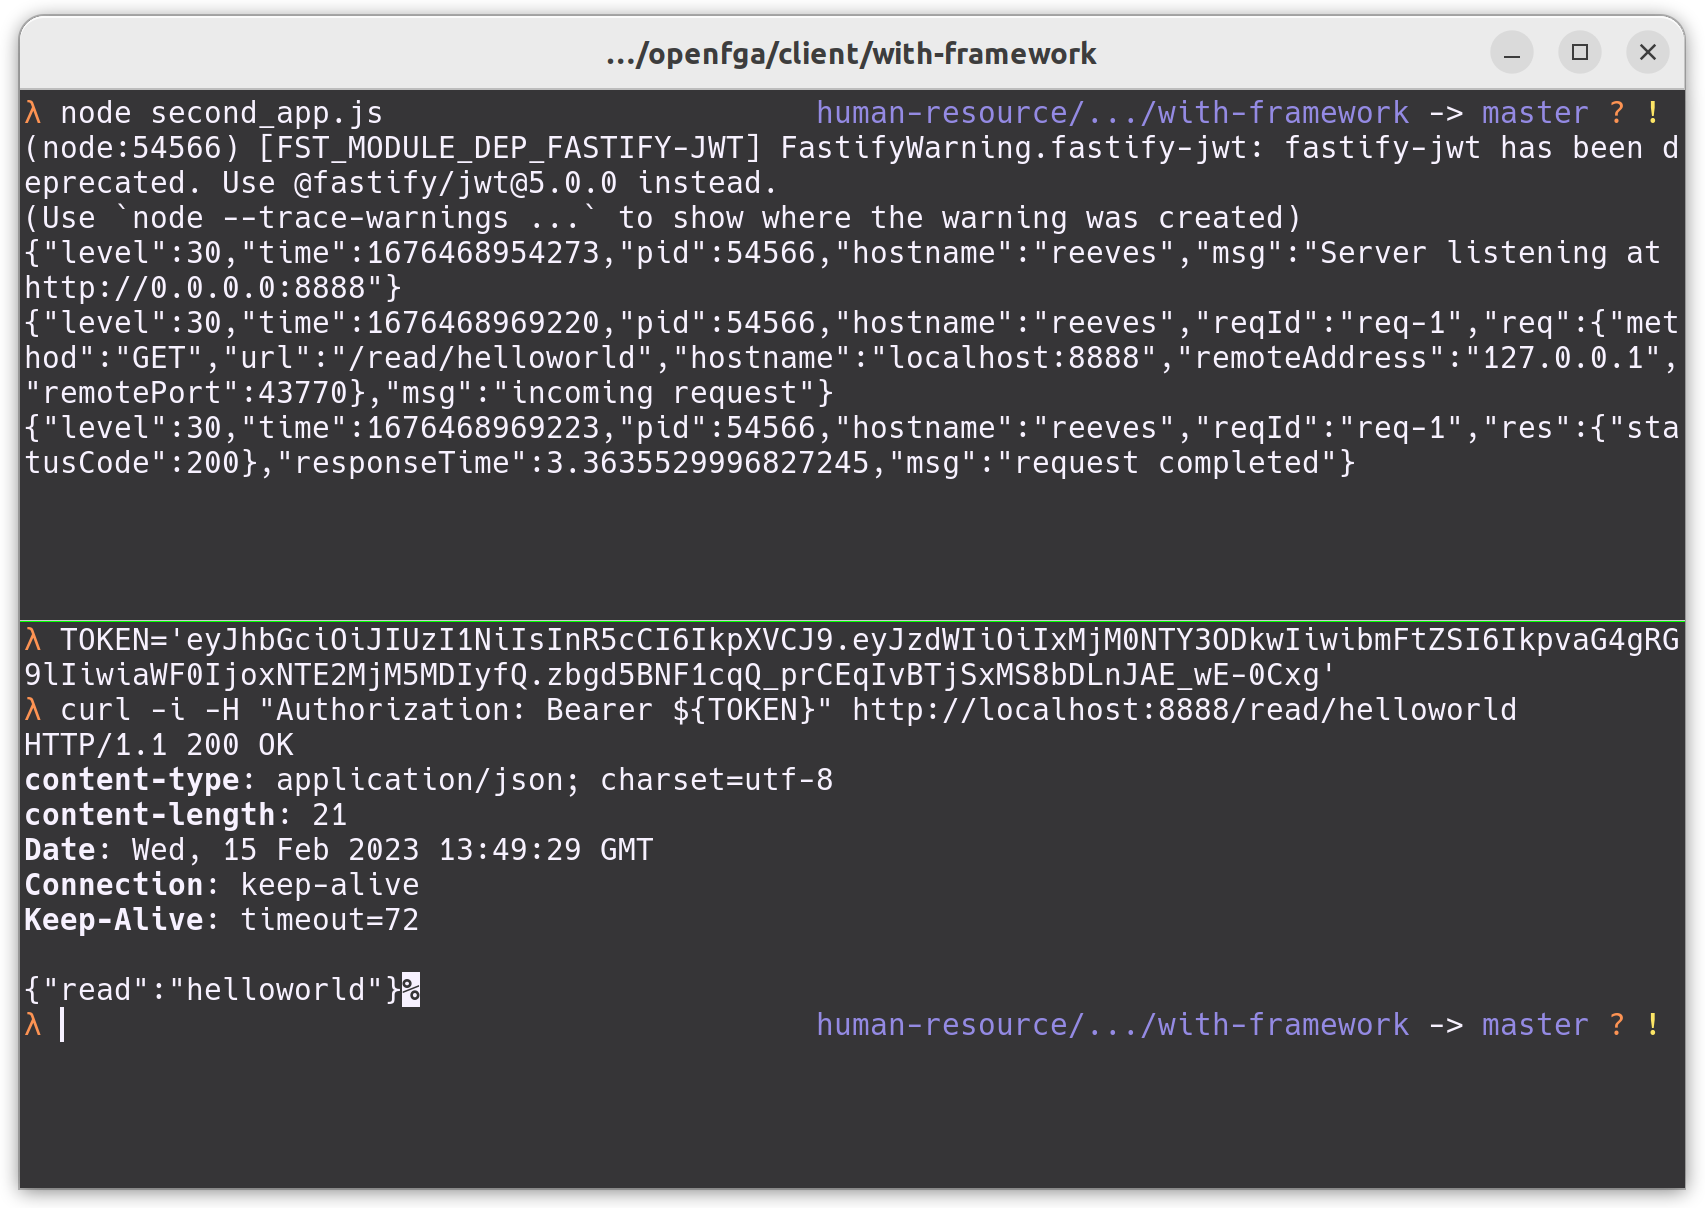 .../openfga/client/with-framework
λ node second_app.js human-resource/.../with-framework -> master ? !
(node:54566) [FST_MODULE_DEP_FASTIFY-JWT] FastifyWarning.fastify-jwt: fastify-jwt has been d
eprecated. Use @fastify/jwt@5.0.0 instead.
(Use `node --trace-warnings ...` to show where the warning was created)
{"level":30,"time":1676468954273,"pid":54566,"hostname":"reeves","msg":"Server listening at
http://0.0.0.0:8888"}
{"level":30,"time":1676468969220,"pid":54566,"hostname":"reeves","reqId":"req-1","req":{"met
hod":"GET","url":"/read/helloworld","hostname":"localhost:8888","remoteAddress":"127.0.0.1",
"remotePort":43770},"msg":"incoming request"}
{"level":30,"time":1676468969223,"pid":54566,"hostname":"reeves","reqId":"req-1","res":{"sta
tusCode":200},"responseTime":3.3635529996827245,"msg":"request completed"}
λ TOKEN='eyJhbGciOiJIUzI1NiIsInR5cCI6IkpXVCJ9.eyJzdWIiOiIxMjM0NTY3ODkwIiwibmFtZSI6IkpvaG4gRG
9lIiwiaWF0IjoxNTE2MjM5MDIyfQ.zbgd5BNF1cqQ_prCEqIvBTjSxMS8bDLnJAE_wE-0Cxg'
λ curl -i -H "Authorization: Bearer ${TOKEN}" http://localhost:8888/read/helloworld
HTTP/1.1 200 OK
content-type: application/json; charset=utf-8
content-length: 21
Date: Wed, 15 Feb 2023 13:49:29 GMT
Connection: keep-alive
Keep-Alive: timeout=72
{"read":"helloworld"}%
λ human-resource/.../with-framework -> master ? !